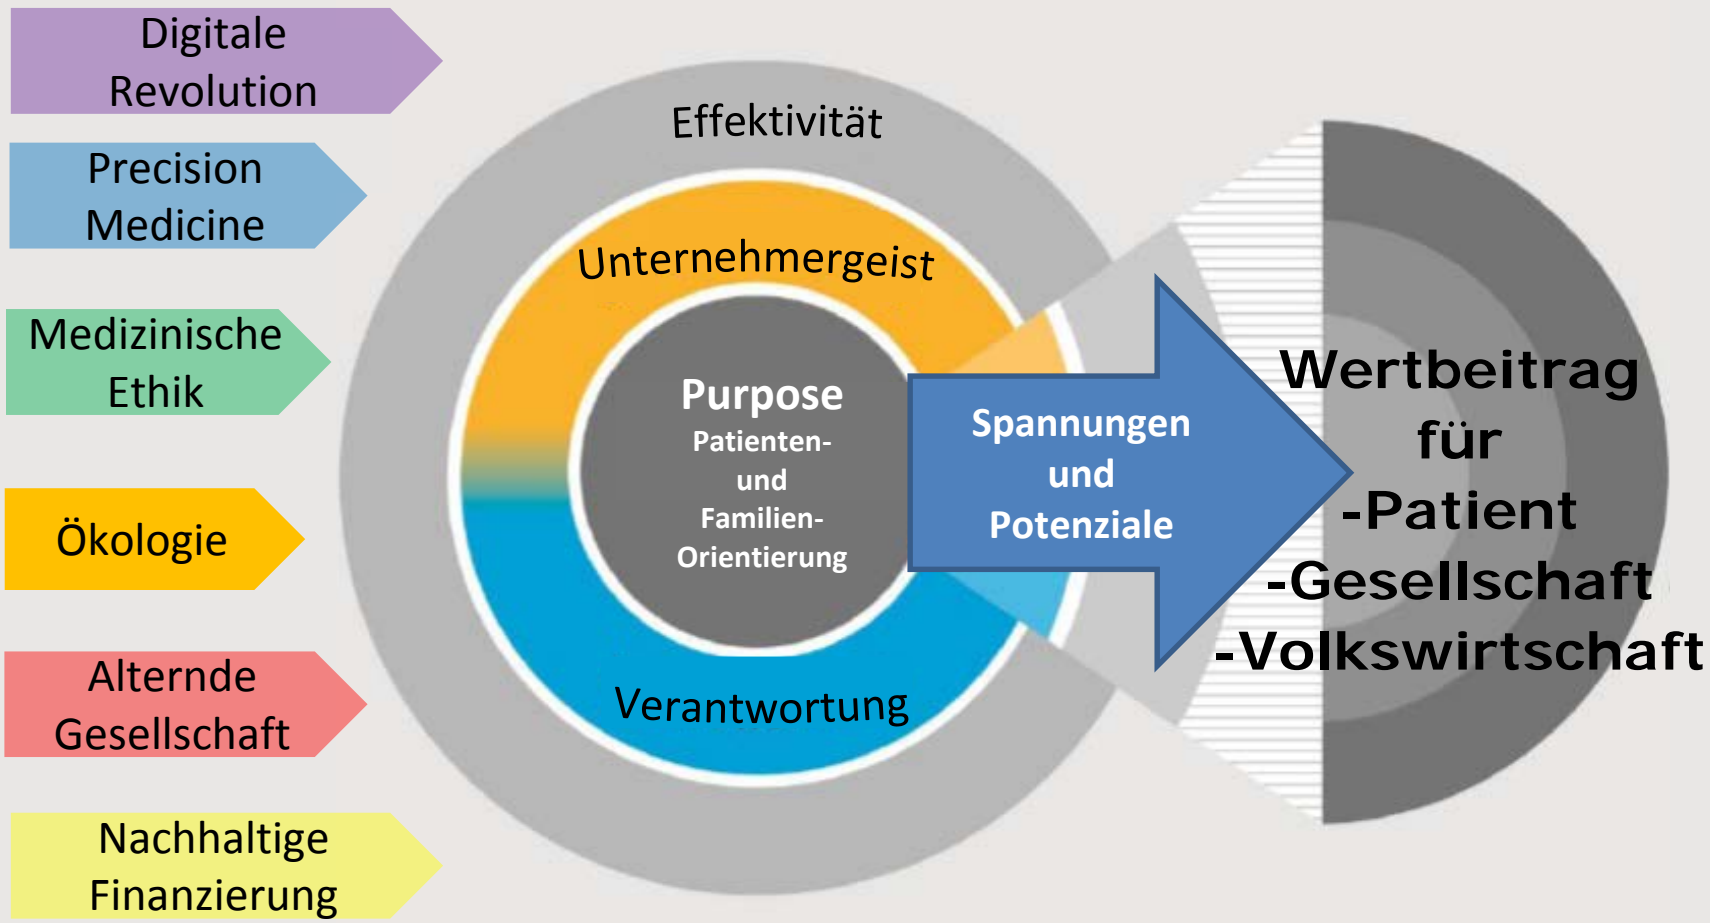 Digitale
Revolution
Precision
Medicine
Medizinische
Ethik
Ökologie
Alternde
Gesellschaft
Nachhaltige
Finanzierung
Effektivität
Unternehmergeist
Purpose
Patienten-
und
Familien-
Orientierung
Verantwortung
Spannungen
und
Potenziale
Wertbeitrag
für
-Patient
-Gesellschaft
-Volkswirtschaft